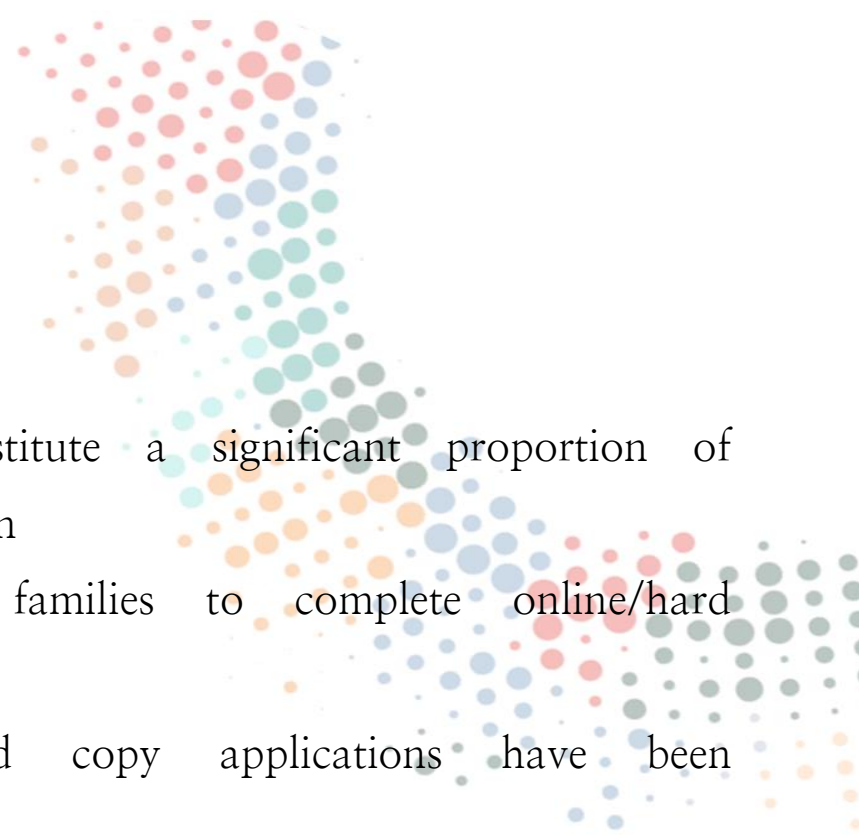 stitute a significant proportion of
n
families to complete online/hard
d copy applications have been